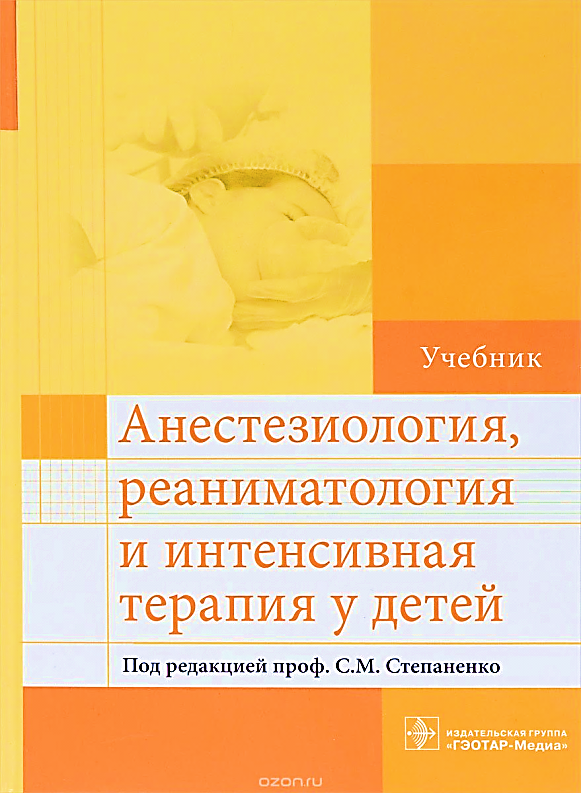 Учебник
Анестезиология,
реаниматология
и интенсивная
терапия у детей
Под редакцией проф. С.М. Степаненко
ИЗДАТЕЛЬСКАЯ ГРУППА
«ГЭОТАР-Медиа»
ozon.ru